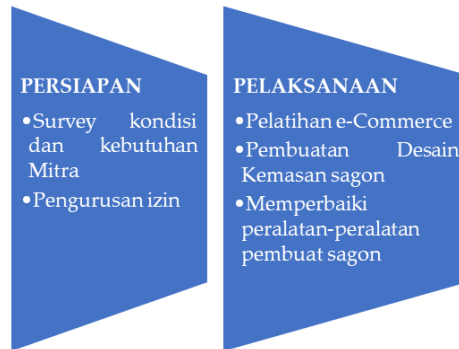 PERSIAPAN
•Survey kondisi
dan kebutuhan
Mitra
•Pengurusan izin
PELAKSANAAN
•Pelatihan e-Commerce
•Pembuatan Desain
Kemasan sagon
•Memperbaiki
peralatan-peralatan
pembuat sagon